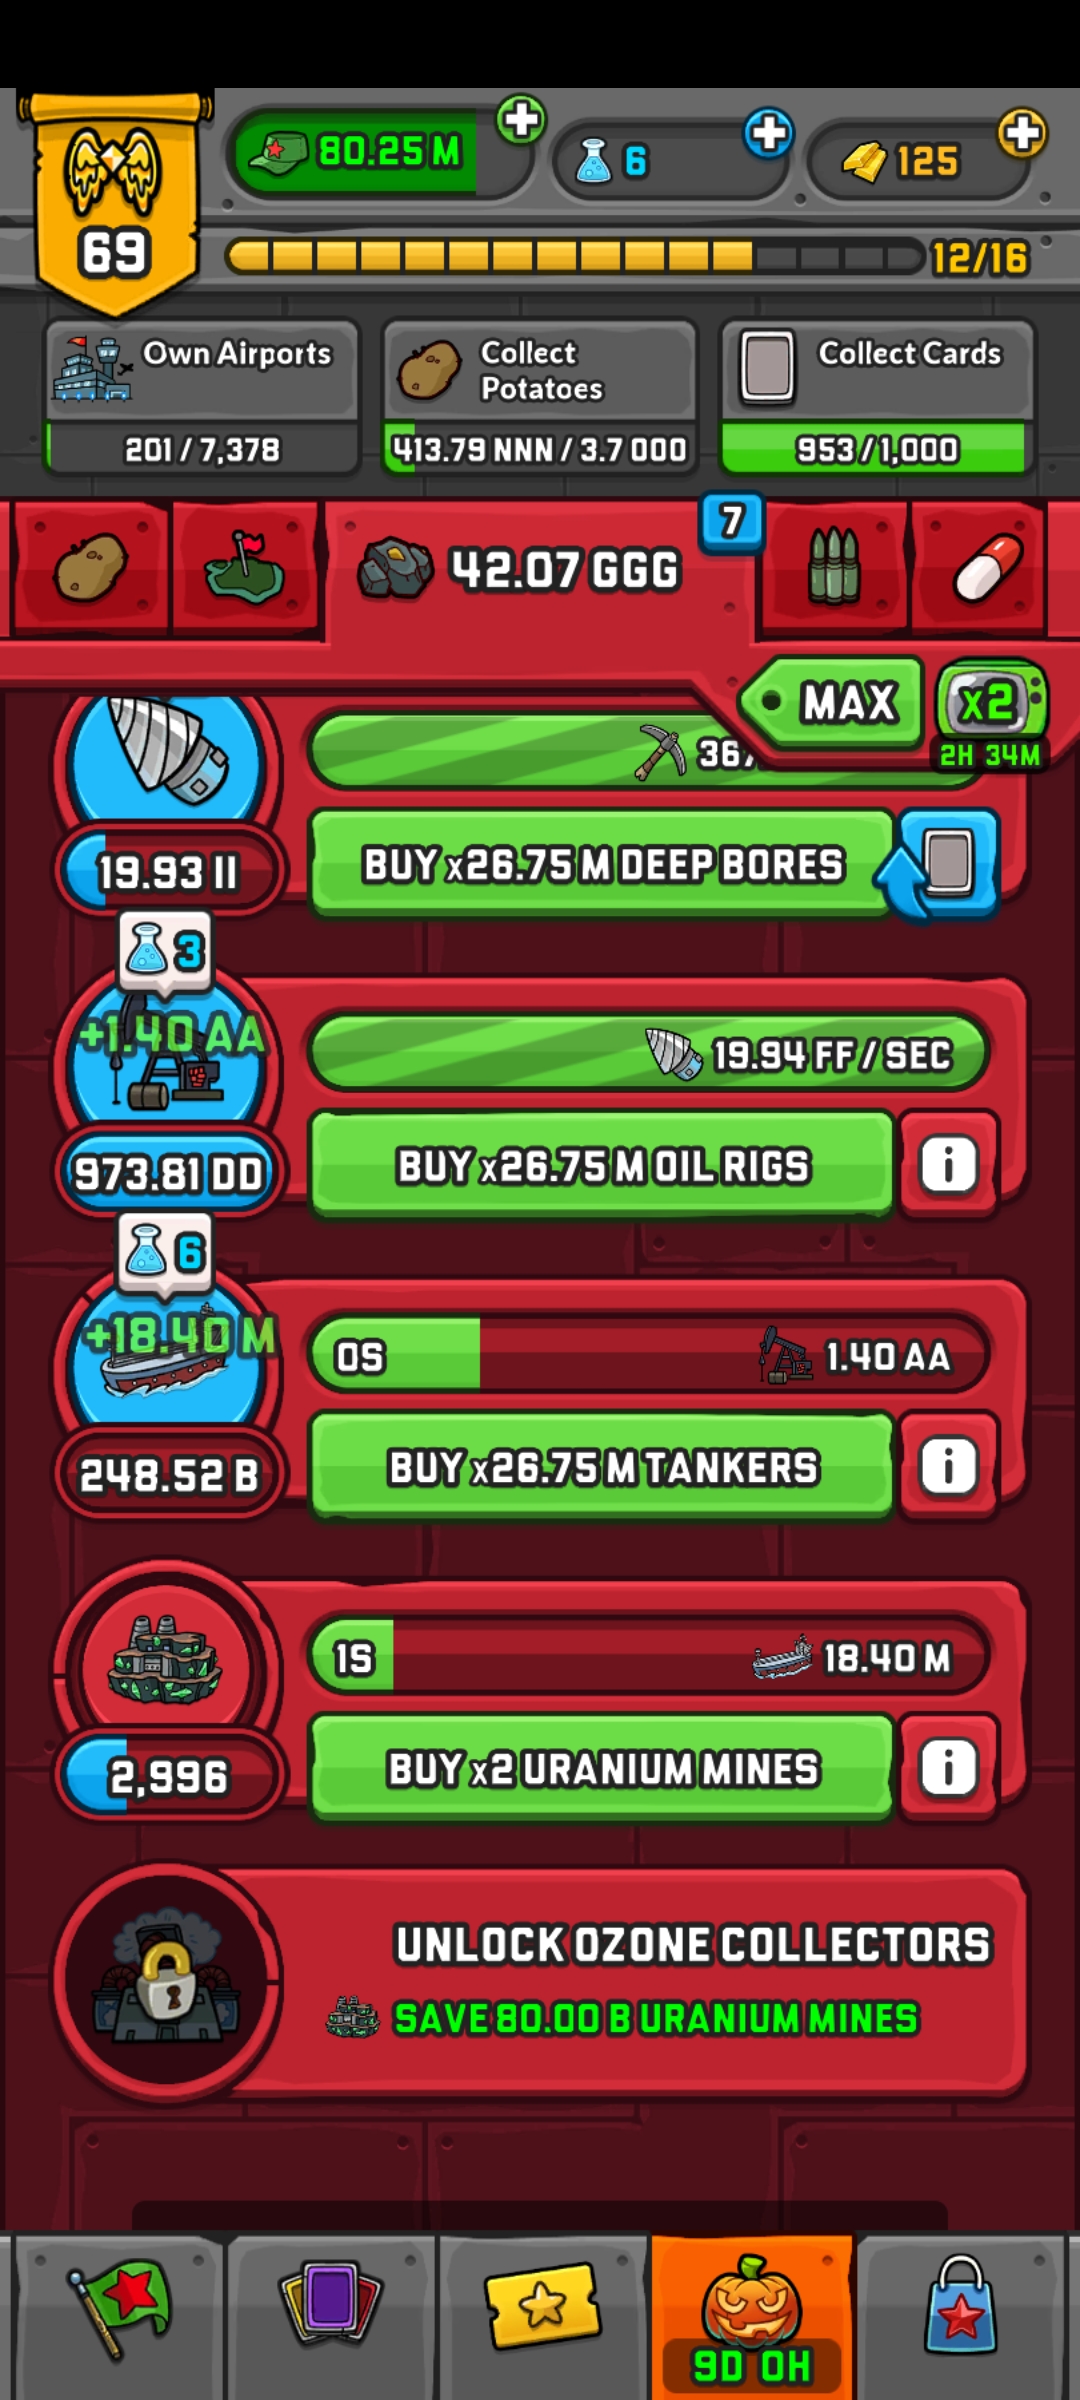 80.25 M
6
125
69
12/16
Own Airports
201 / 7,378
Collect
Potatoes
413.79 NNN / 3.7 OOO
Collect Cards
953 / 1,000
42.07 GGG
7
MAX
x2
2H 34M
19.93 II
BUY x26.75 M DEEP BORES
3
+1.40 AA
19.94 FF / SEC
973.81 DD
BUY x26.75 M OIL RIGS
i
6
+18.40 M
0S
1.40 AA
248.52 B
BUY x26.75 M TANKERS
i
1S
18.40 M
2,996
BUY x2 URANIUM MINES
i
UNLOCK OZONE COLLECTORS
SAVE 80.00 B URANIUM MINES
9D 0H